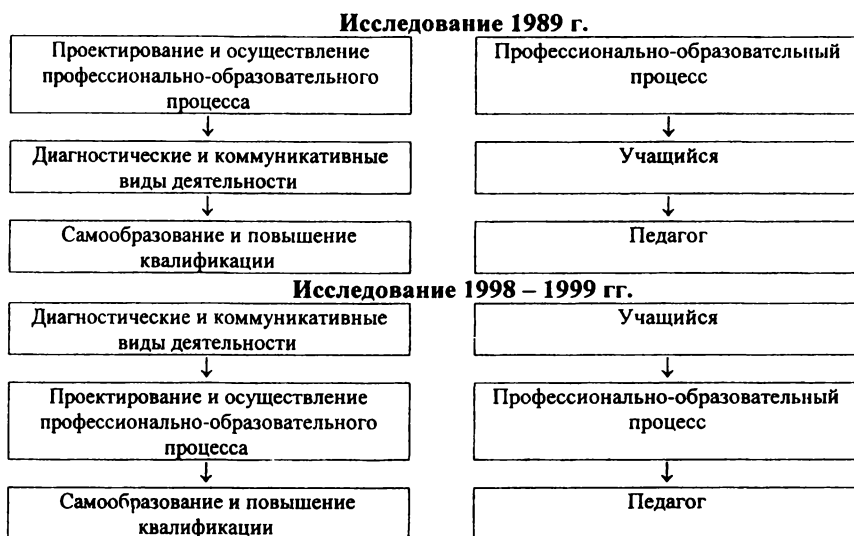 Исследование 1989 г.
Проектирование и осуществление
профессионально-образовательного
процесса
Профессионально-образовательный
процесс
Диагностические и коммуникативные
виды деятельности
Учащийся
Самообразование и повышение
квалификации
Педагог
Исследование 1998 – 1999 гг.
Диагностические и коммуникативные
виды деятельности
Учащийся
Проектирование и осуществление
профессионально-образовательного
процесса
Профессионально-образовательный
процесс
Самообразование и повышение
квалификации
Педагог